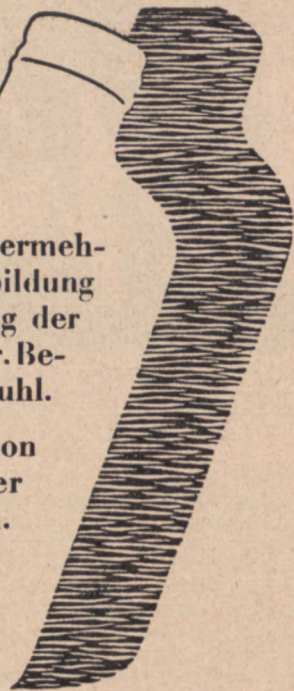 ermeh-
bildung
g der
r. Be-
uhl.
on
er
.